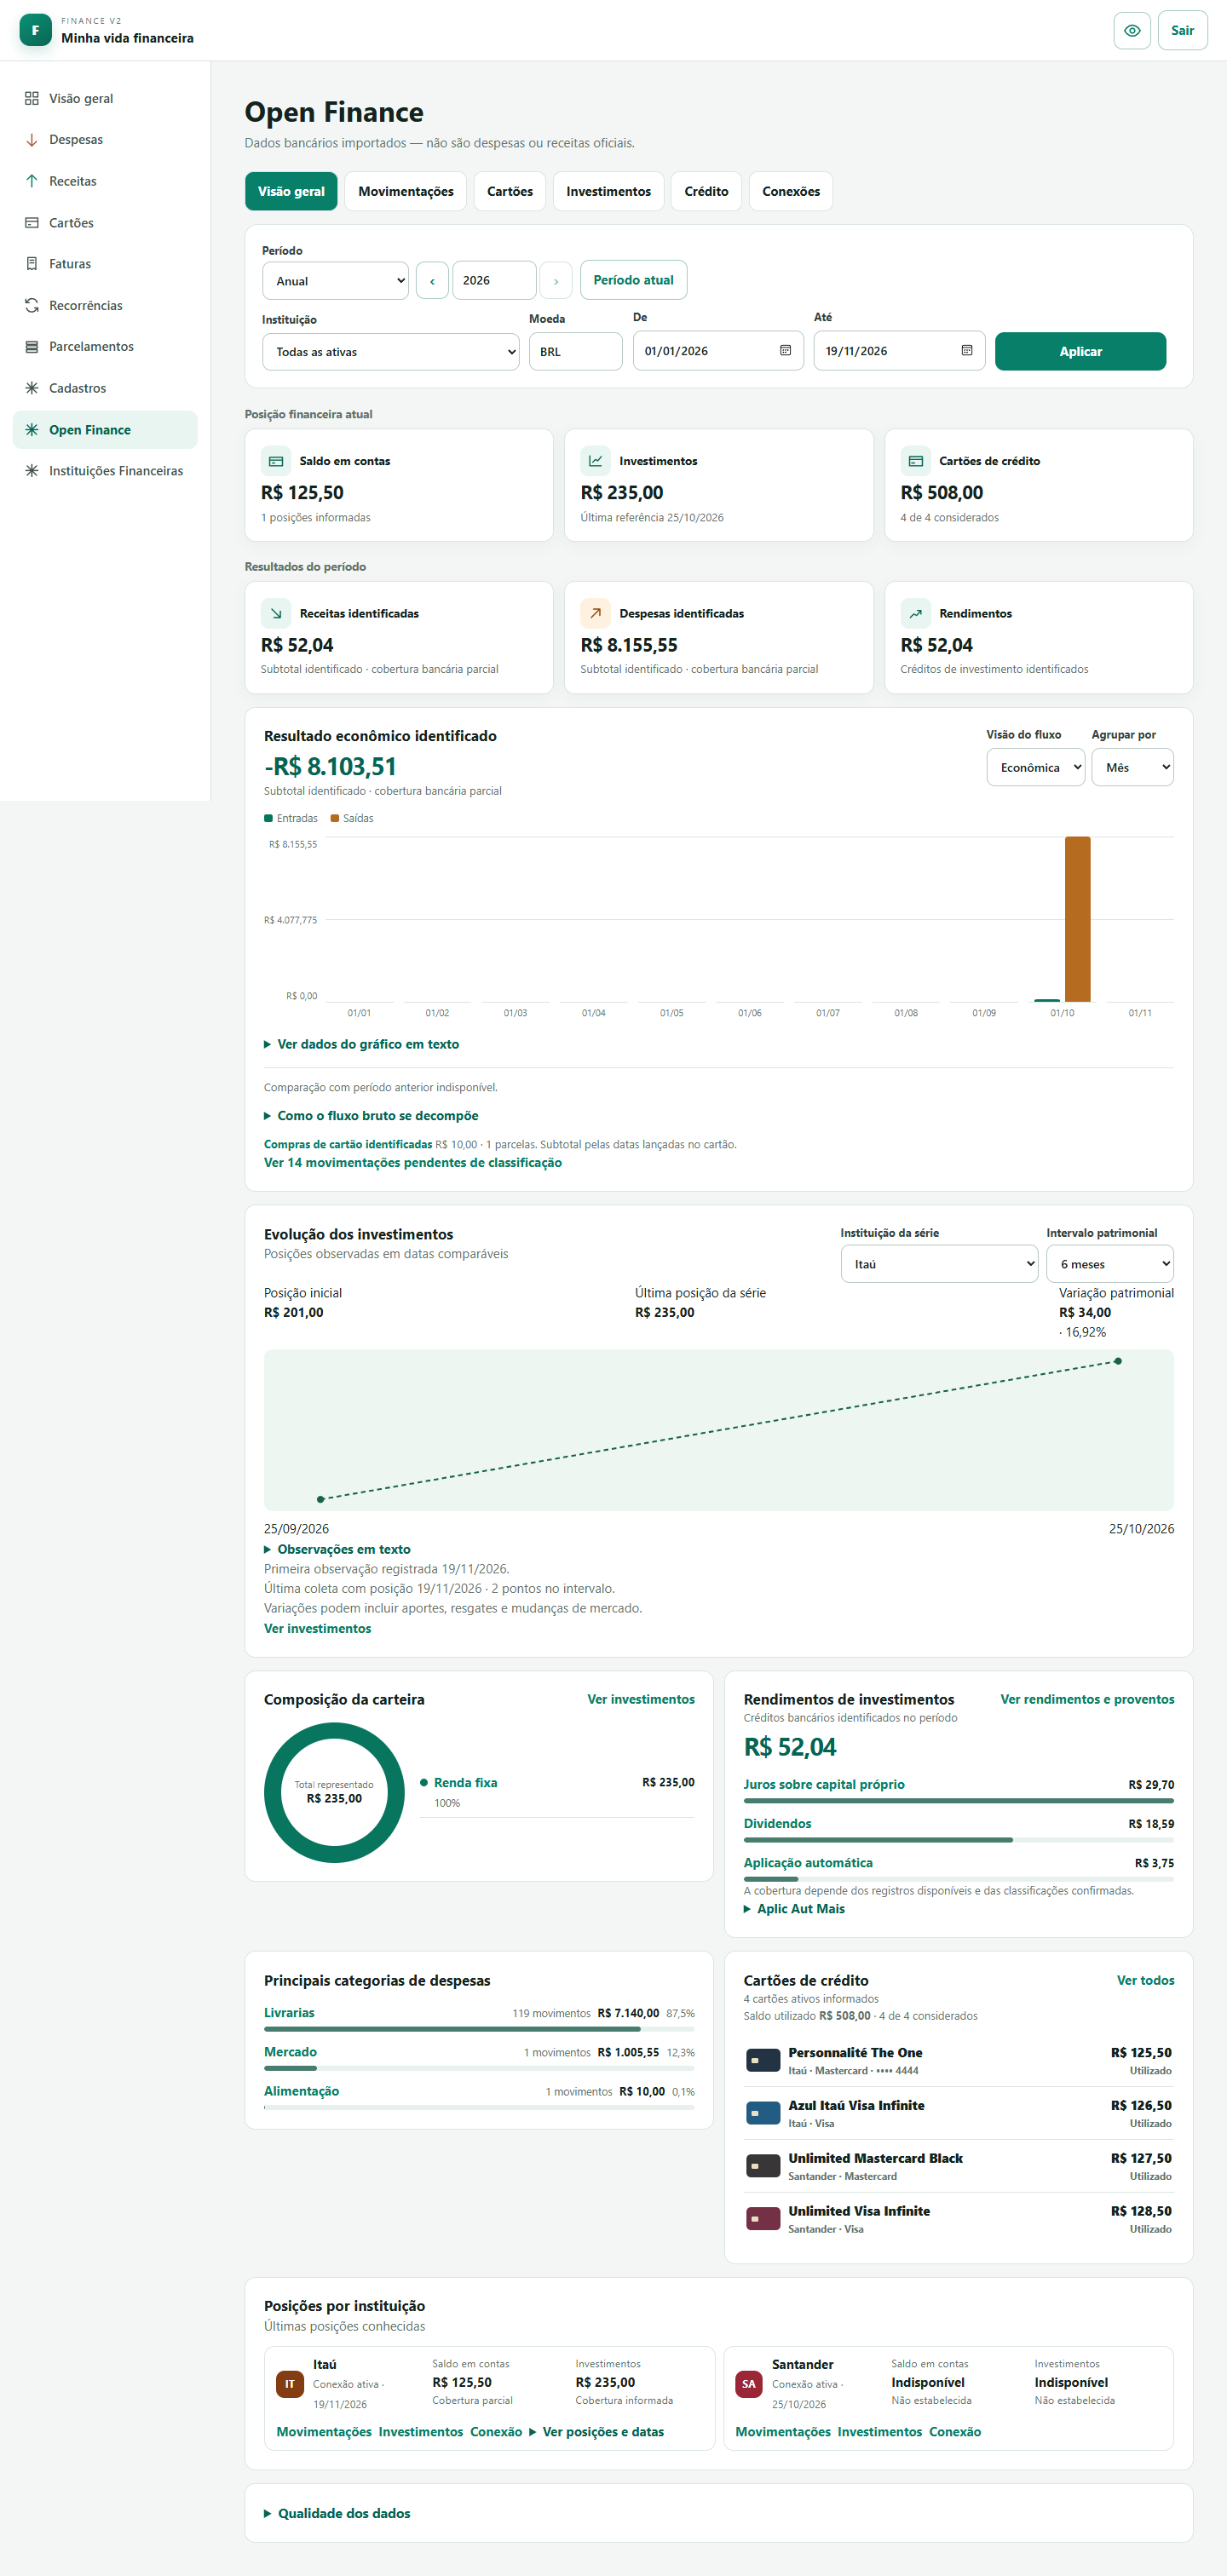 F
FINANCE V2
Minha vida financeira
Sair
Visão geral
Despesas
Receitas
Cartões
Faturas
Recorrências
Parcelamentos
Cadastros
Open Finance
Instituições Financeiras
Open Finance
Dados bancários importados — não são despesas ou receitas oficiais.
Visão geral
Movimentações
Cartões
Investimentos
Crédito
Conexões
Período
Anual
‹
2026
›
Período atual
Instituição
Moeda
De
Até
Todas as ativas
BRL
01/01/2026
19/11/2026
Aplicar
Posição financeira atual
Saldo em contas
R$ 125,50
1 posições informadas
Investimentos
R$ 235,00
Última referência 25/10/2026
Cartões de crédito
R$ 508,00
4 de 4 considerados
Resultados do período
Receitas identificadas
R$ 52,04
Subtotal identificado · cobertura bancária parcial
Despesas identificadas
R$ 8.155,55
Subtotal identificado · cobertura bancária parcial
Rendimentos
R$ 52,04
Créditos de investimento identificados
Resultado econômico identificado
-R$ 8.103,51
Subtotal identificado · cobertura bancária parcial
Visão do fluxo
Econômica
Agrupar por
Mês
Entradas
Saídas
R$ 8.155,55
R$ 4.077,775
R$ 0,00
01/01 01/02 01/03 01/04 01/05 01/06 01/07 01/08 01/09 01/10 01/11
▶ Ver dados do gráfico em texto
Comparação com período anterior indisponível.
▶ Como o fluxo bruto se decompõe
Compras de cartão identificadas R$ 10,00 · 1 parcelas. Subtotal pelas datas lançadas no cartão.
Ver 14 movimentações pendentes de classificação
Evolução dos investimentos
Posições observadas em datas comparáveis
Instituição da série
Itaú
Intervalo patrimonial
6 meses
Posição inicial
R$ 201,00
Última posição da série
R$ 235,00
Variação patrimonial
R$ 34,00
· 16,92%
25/09/2026
25/10/2026
▶ Observações em texto
Primeira observação registrada 19/11/2026.
Última coleta com posição 19/11/2026 · 2 pontos no intervalo.
Variações podem incluir aportes, resgates e mudanças de mercado.
Ver investimentos
Composição da carteira
Ver investimentos
Total representado
R$ 235,00
Renda fixa
R$ 235,00
100%
Rendimentos de investimentos
Ver rendimentos e proventos
Créditos bancários identificados no período
R$ 52,04
Juros sobre capital próprio
R$ 29,70
Dividendos
R$ 18,59
Aplicação automática
R$ 3,75
A cobertura depende dos registros disponíveis e das classificações confirmadas.
▶ Aplic Aut Mais
Principais categorias de despesas
Livrarias
119 movimentos R$ 7.140,00 87,5%
Mercado
1 movimentos R$ 1.005,55 12,3%
Alimentação
1 movimentos R$ 10,00 0,1%
Cartões de crédito
Ver todos
4 cartões ativos informados
Saldo utilizado R$ 508,00 · 4 de 4 considerados
Personnalité The One
Itaú · Mastercard · •••• 4444
R$ 125,50
Utilizado
Azul Itaú Visa Infinite
Itaú · Visa
R$ 126,50
Utilizado
Unlimited Mastercard Black
Santander · Mastercard
R$ 127,50
Utilizado
Unlimited Visa Infinite
Santander · Visa
R$ 128,50
Utilizado
Posições por instituição
Últimas posições conhecidas
IT
Itaú
Conexão ativa ·
19/11/2026
Saldo em contas
R$ 125,50
Cobertura parcial
Investimentos
R$ 235,00
Cobertura informada
Movimentações Investimentos Conexão ▶ Ver posições e datas
SA
Santander
Conexão ativa ·
25/10/2026
Saldo em contas
Indisponível
Não estabelecida
Investimentos
Indisponível
Não estabelecida
Movimentações Investimentos Conexão
▶ Qualidade dos dados